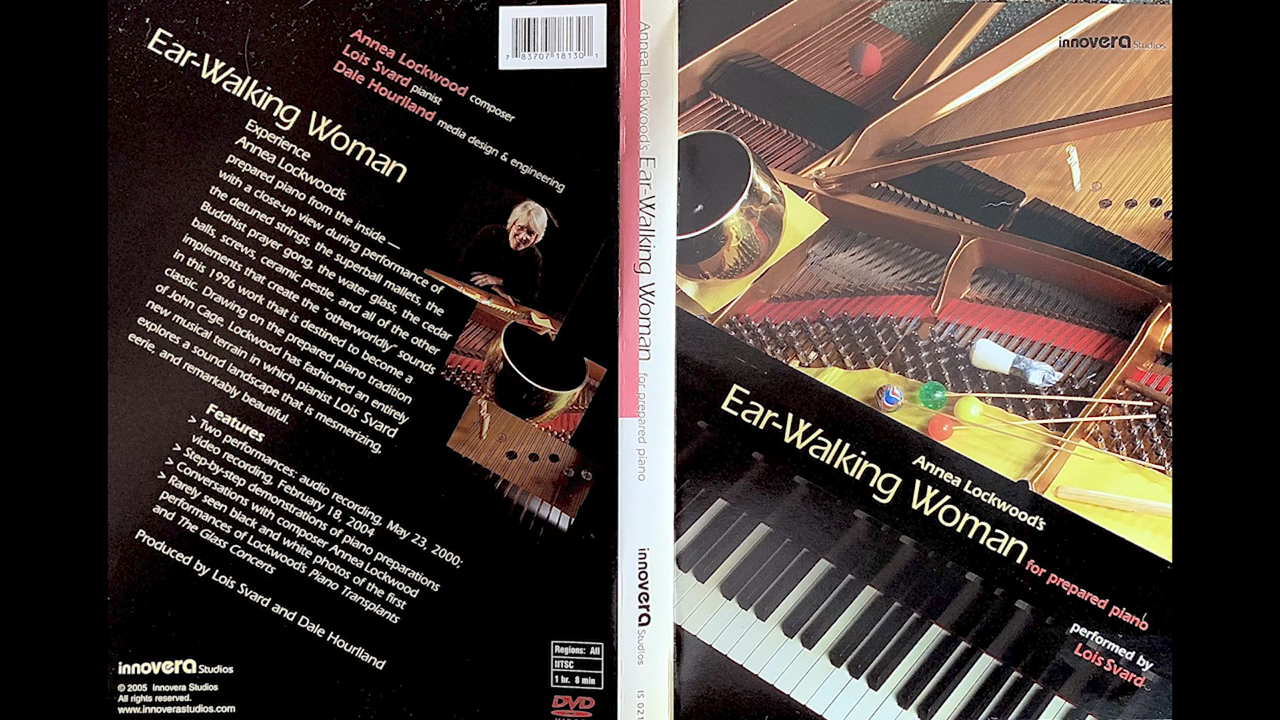 Ear-Walking Woman
Annea Lockwood composer
Lois Svard pianist
Dale Hourlland media design & engineering
7 83707 18130 1
Experience
Annea Lockwood's
prepared piano from the inside —
with a close-up view during performance of
the detuned strings, the superball mallets, the
Buddhist prayer gong, the water glass, the cedar
balls, screws, ceramic pestle, and all of the other
implements that create the "otherworldly" sounds
in this 1996 work that is destined to become a
classic. Drawing on the prepared piano tradition
of John Cage, Lockwood has fashioned an entirely
new musical terrain in which pianist Lois Svard
explores a sound landscape that is mesmerizing,
eerie, and remarkably beautiful.
Features
> Two performances: audio recording, May 23, 2000;
video recording, February 18, 2004
> Step-by-step demonstrations of piano preparations
> Conversations with composer Annea Lockwood
> Rarely seen black and white photos of the first
performances of Lockwood's Piano Transplants
and The Glass Concerts
Produced by Lois Svard and Dale Hourlland
innovera Studios
© 2005 Innovera Studios
All rights reserved.
www.innoverastudios.com
Regions: All
NTSC
1 hr. 8 min
DVD
VIDEO
Annea Lockwood's Ear-Walking Woman for prepared piano
innovera Studios
IS 021
innovera Studios
Annea Lockwood's
Ear-Walking Woman
for prepared piano
performed by
Lois Svard